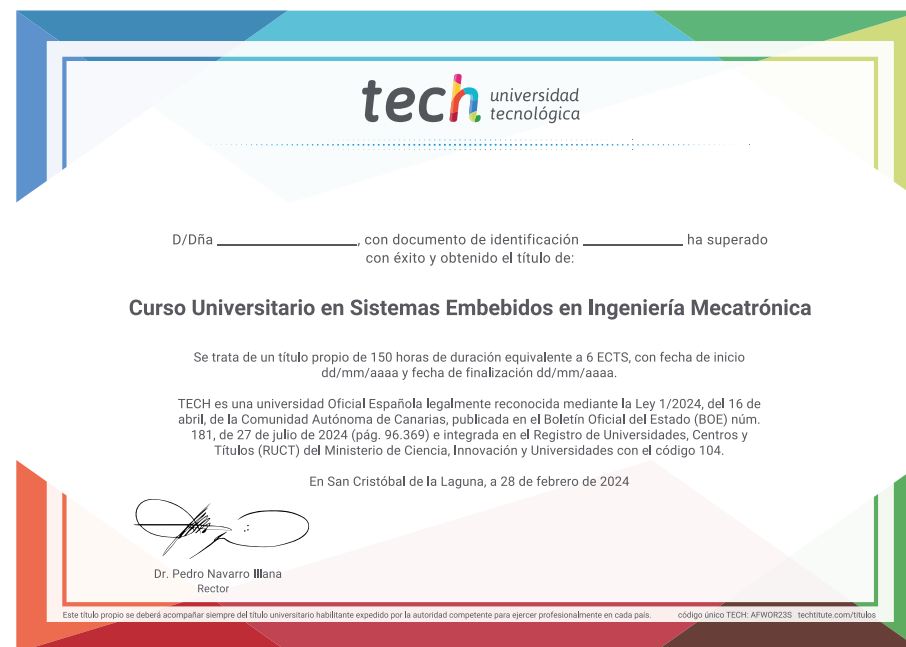 tech universidad
tecnológica
D/Dña ____________________, con documento de identificación ______________ ha superado
con éxito y obtenido el título de:
Curso Universitario en Sistemas Embebidos en Ingeniería Mecatrónica
Se trata de un título propio de 150 horas de duración equivalente a 6 ECTS, con fecha de inicio
dd/mm/aaaa y fecha de finalización dd/mm/aaaa.
TECH es una universidad Oficial Española legalmente reconocida mediante la Ley 1/2024, del 16 de
abril, de la Comunidad Autónoma de Canarias, publicada en el Boletín Oficial del Estado (BOE) núm.
181, de 27 de julio de 2024 (pág. 96.369) e integrada en el Registro de Universidades, Centros y
Títulos (RUCT) del Ministerio de Ciencia, Innovación y Universidades con el código 104.
En San Cristóbal de la Laguna, a 28 de febrero de 2024
Dr. Pedro Navarro Illana
Rector
Este título propio se deberá acompañar siempre del título universitario habilitante expedido por la autoridad competente para ejercer profesionalmente en cada país. código único TECH: AFWOR23S techtitute.com/titulos